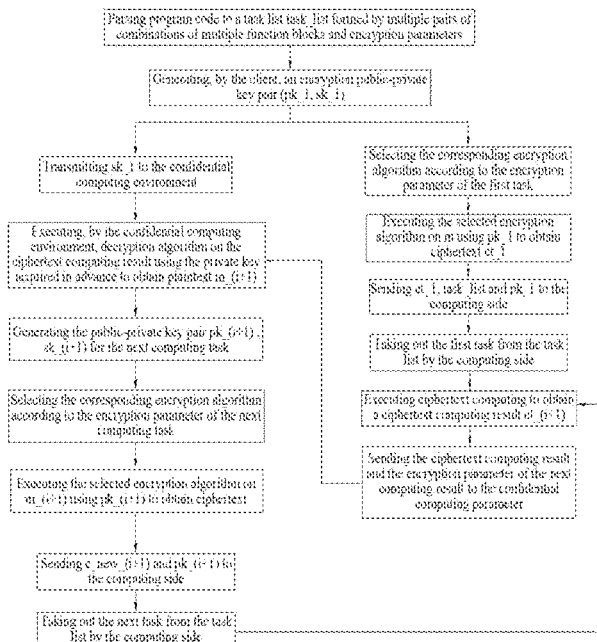 Parsing program code to a task list task_list formed by multiple pairs of
combinations of multiple function blocks and encryption parameters
Generating, by the client, an encryption public-private
key pair (pk_1, sk_1)
Transmitting sk_1 to the confidential
computing environment
Executing, by the confidential computing
environment, decryption algorithm on the
ciphertext computing result using the private key
acquired in advance to obtain plaintext m_(i+1)
Generating the public-private key pair pk_(i+1),
sk_(i+1) for the next computing task
Selecting the corresponding encryption algorithm
according to the encryption parameter of the next
computing task
Executing the selected encryption algorithm on
m_(i+1) using pk_(i+1) to obtain ciphertext
Sending c_new_(i+1) and pk_(i+1) to
the computing side
Taking out the next task from the task
list by the computing side
Selecting the corresponding encryption
algorithm according to the encryption
parameter of the first task
Executing the selected encryption
algorithm on m using pk_1 to obtain
ciphertext ct_1
Sending ct_1, task_list and pk_1 to the
computing side
Taking out the first task from the task
list by the computing side
Executing ciphertext computing to obtain
a ciphertext computing result ct_(i+1)
Sending the ciphertext computing result
and the encryption parameter of the next
computing result to the confidential
computing parameter